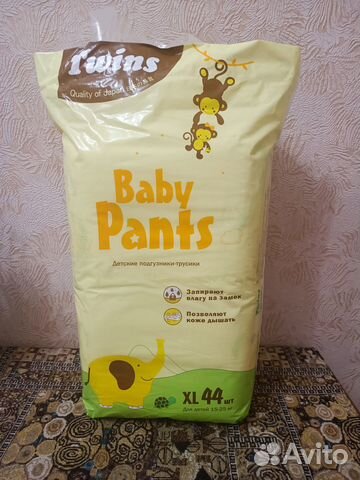 Twins
Quality of Japan
Baby
Pants
Детские подгузники-трусики
Запирают
влагу на замок
Позволяют
коже дышать
XL 44 шт
Для детей 15-25 кг
Avito